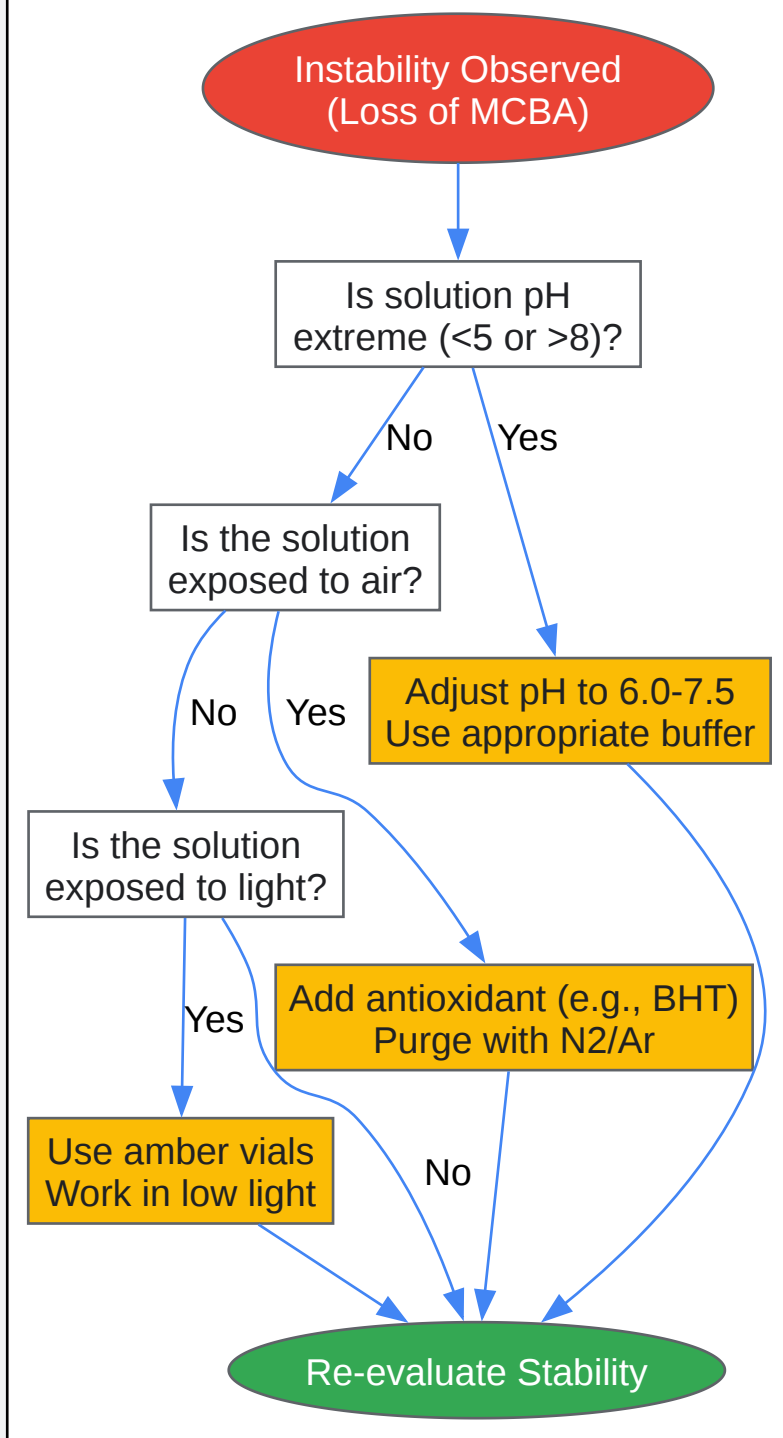 Instability Observed
(Loss of MCBA)
Is solution pH
extreme (<5 or >8)?
No
Yes
Is the solution
exposed to air?
Adjust pH to 6.0-7.5
Use appropriate buffer
No
Yes
Is the solution
exposed to light?
Add antioxidant (e.g., BHT)
Purge with N2/Ar
Yes
Use amber vials
Work in low light
No
Re-evaluate Stability